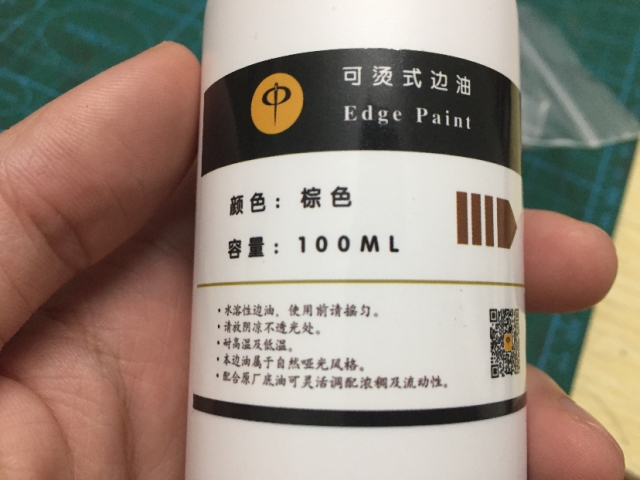 可烫式边油
Edge Paint
颜色：棕色
容量：100ML
·水溶性边油，使用前请摇匀。
·请放阴凉不透光处。
·耐高温及低温。
·本边油属于自然哑光风格。
·配合原厂底油可灵活调配浓稠及流动性。